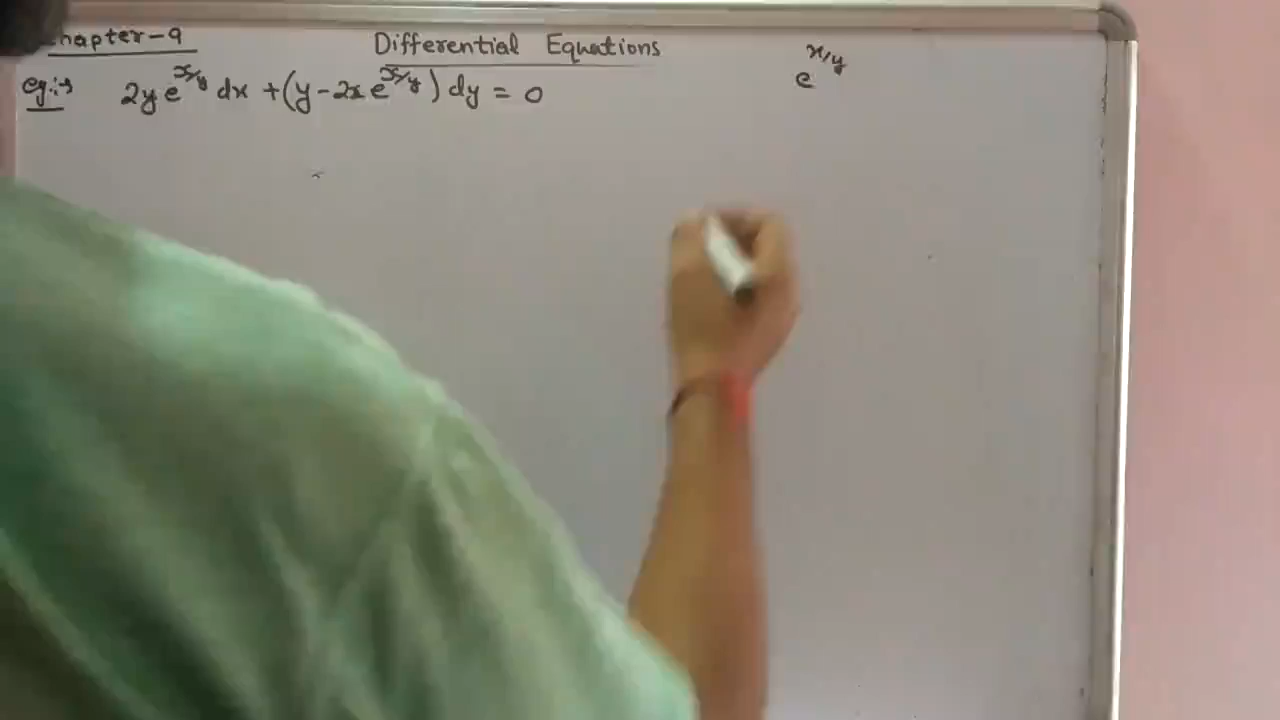 Chapter-9
Differential Equations
e^{x/y}
eg:→ 2y e^{x/y} dx + (y - 2x e^{x/y}) dy = 0